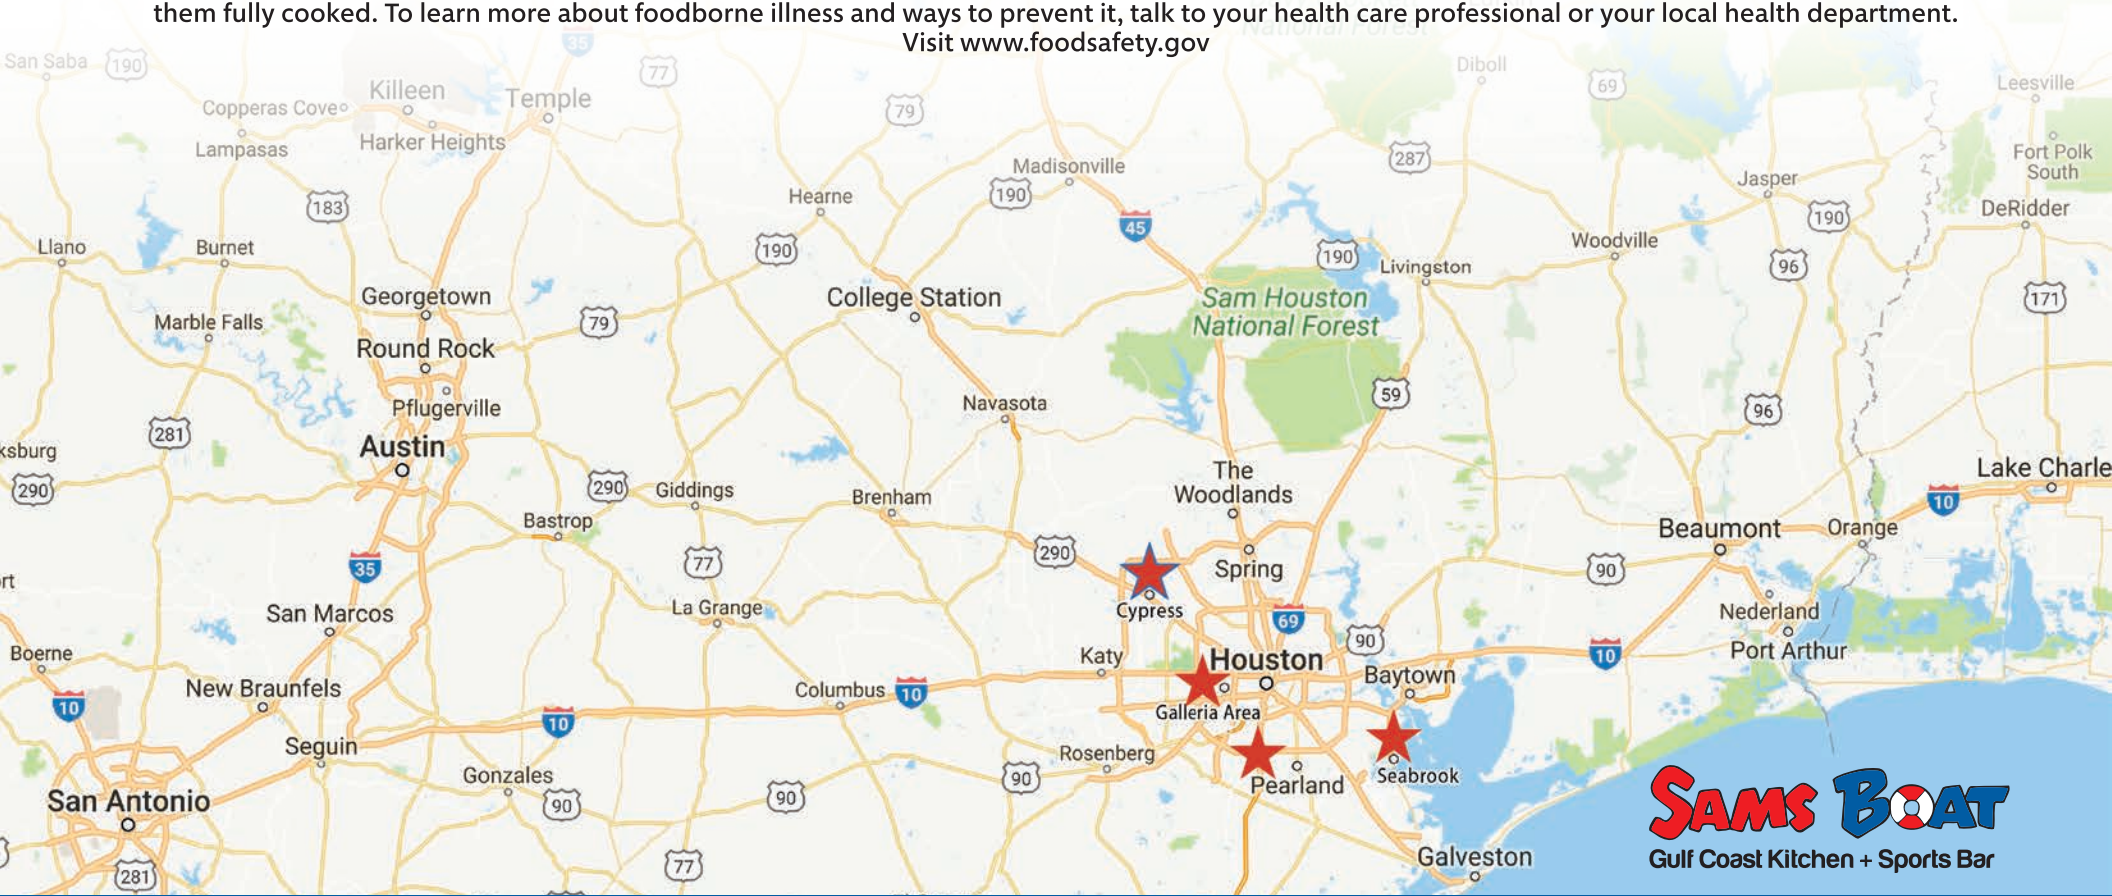 them fully cooked. To learn more about foodborne illness and ways to prevent it, talk to your health care professional or your local health department.
Visit www.foodsafety.gov
National Forest
35
San Saba
190
77
Diboll
69
Leesville
Killeen
Temple
Copperas Cove
79
Harker Heights
Lampasas
287
Fort Polk
South
Madisonville
Jasper
190
Hearne
183
DeRidder
190
45
Woodville
Llano
Burnet
190
190
Livingston
96
Georgetown
College Station
Sam Houston
National Forest
171
Marble Falls
79
Round Rock
59
Pflugerville
Navasota
96
281
Austin
ksburg
The
Woodlands
Lake Charle
290
290
Giddings
Brenham
10
Bastrop
Beaumont
Orange
290
35
77
Spring
90
rt
San Marcos
La Grange
Cypress
69
Nederland
90
Port Arthur
Boerne
Katy
Houston
10
New Braunfels
Columbus
10
Baytown
10
10
Galleria Area
Seguin
Rosenberg
Gonzales
90
Seabrook
Pearland
San Antonio
90
90
SAMS BOAT
Gulf Coast Kitchen + Sports Bar
Galveston
77
281